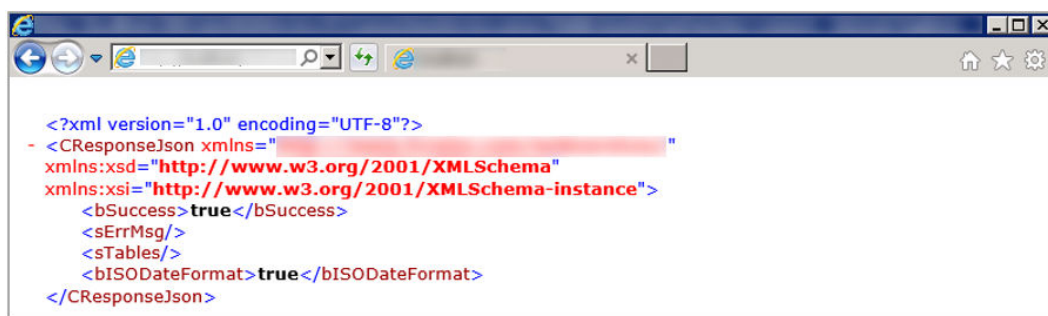 <?xml version="1.0" encoding="UTF-8"?>
- <CResponseJson xmlns=" "
xmlns:xsd="http://www.w3.org/2001/XMLSchema"
xmlns:xsi="http://www.w3.org/2001/XMLSchema-instance">
<bSuccess>true</bSuccess>
<sErrMsg/>
<sTables/>
<bISODateFormat>true</bISODateFormat>
</CResponseJson>